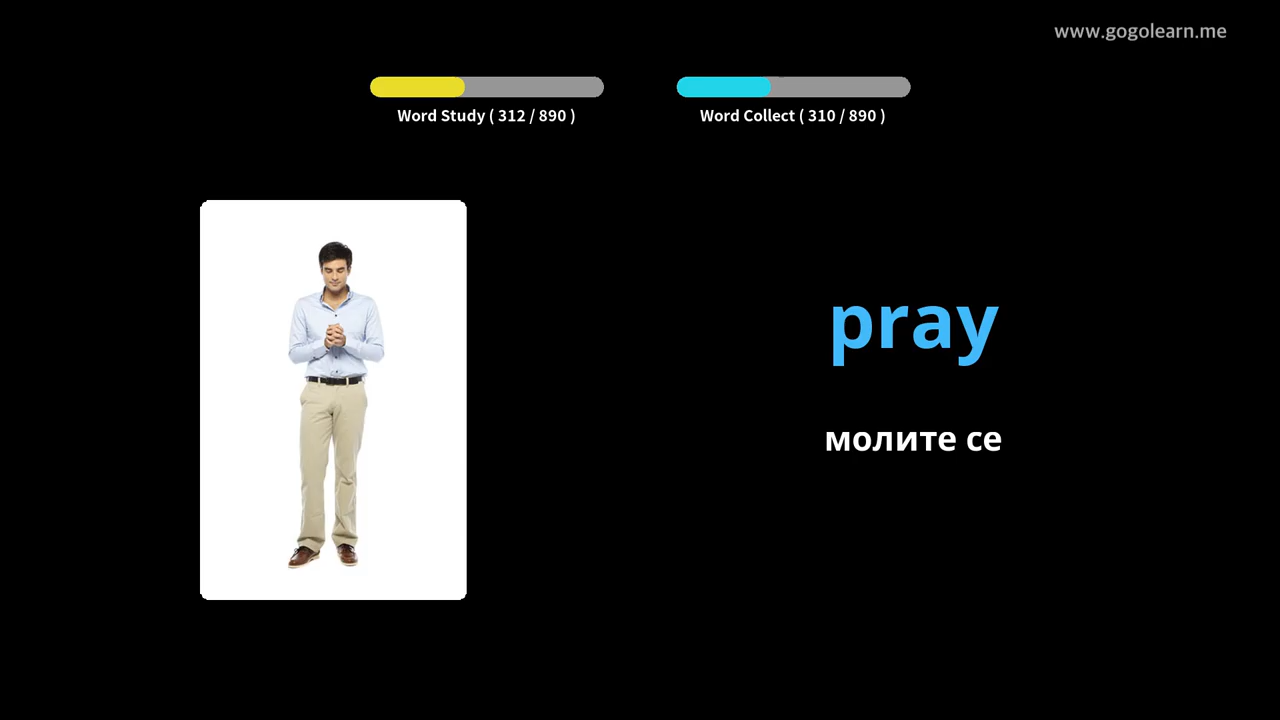 www.gogolearn.me
Word Study ( 312 / 890 )
Word Collect ( 310 / 890 )
pray
молите се